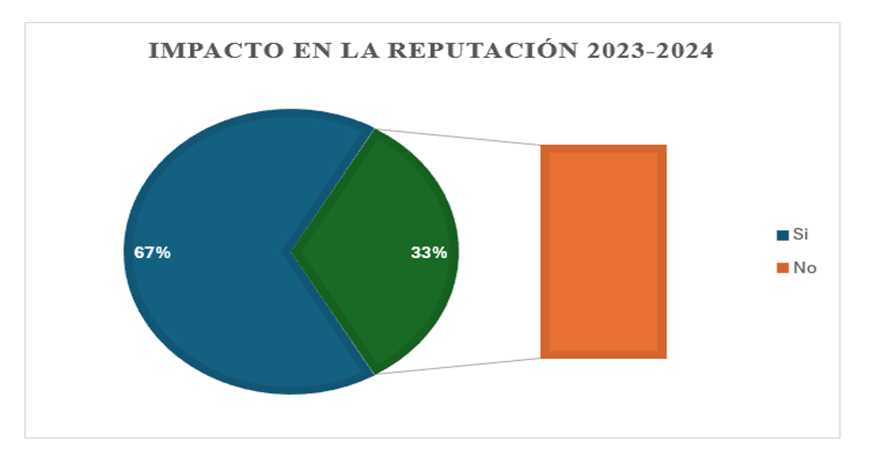 IMPACTO EN LA REPUTACIÓN 2023-2024
67%
33%
Si
No